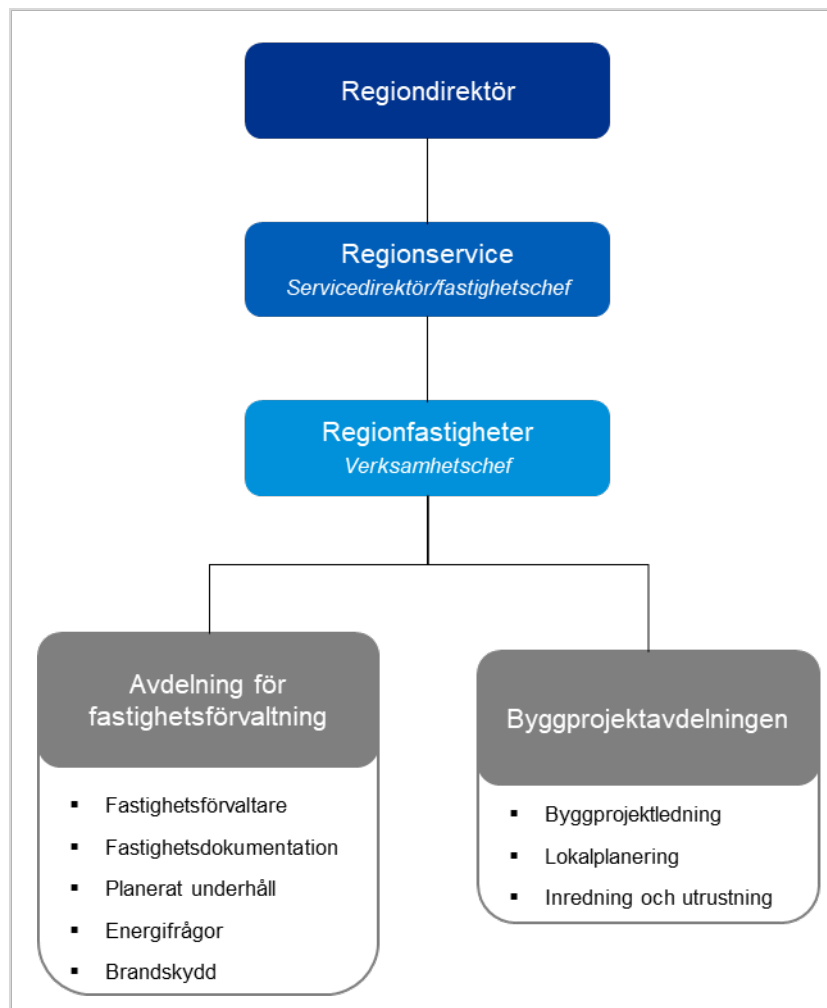 Regiondirektör
Regionservice
Servicedirektör/fastighetschef
Regionfastigheter
Verksamhetschef
Avdelning för
fastighetsförvaltning
▪ Fastighetsförvaltare
▪ Fastighetsdokumentation
▪ Planerat underhåll
▪ Energifrågor
▪ Brandskydd
Byggprojektavdelningen
▪ Byggprojektledning
▪ Lokalplanering
▪ Inredning och utrustning